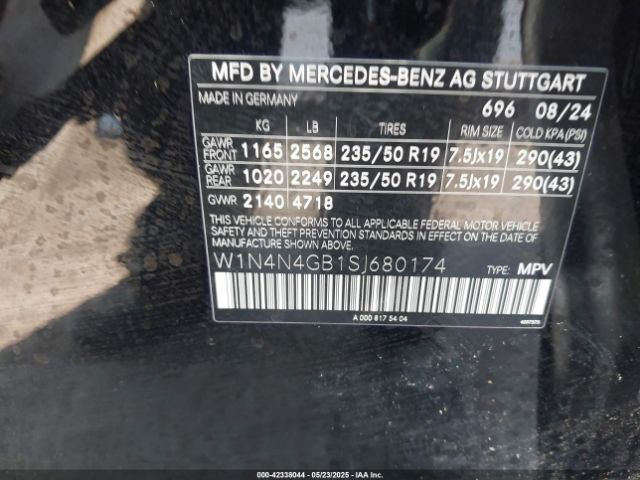 MFD BY MERCEDES-BENZ AG STUTTGART
MADE IN GERMANY 696 08/24
KG LB TIRES RIM SIZE COLD KPA (PSI)
GAWR FRONT 1165 2568 235/50 R19 7.5Jx19 290(43)
GAWR REAR 1020 2249 235/50 R19 7.5Jx19 290(43)
GVWR 2140 4718
THIS VEHICLE CONFORMS TO ALL APPLICABLE FEDERAL MOTOR VEHICLE
SAFETY AND THEFT PREVENTION STANDARDS IN EFFECT ON THE DATE OF
MANUFACTURE SHOWN ABOVE.
W1N4N4GB1SJ680174 TYPE: MPV
A 000 817 54 04
000-42338044 - 05/23/2025 - IAA Inc.